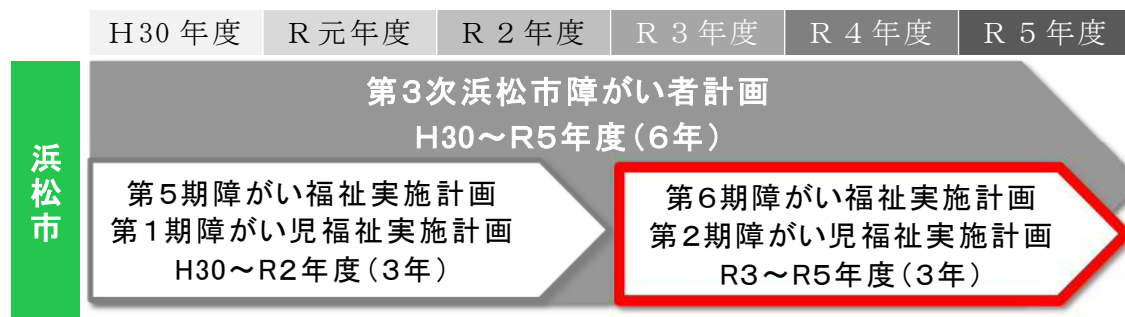 H30年度 R元年度 R2年度 R3年度 R4年度 R5年度
浜松市
第3次浜松市障がい者計画
H30～R5年度(6年)
第5期障がい福祉実施計画
第1期障がい児福祉実施計画
H30～R2年度(3年)
第6期障がい福祉実施計画
第2期障がい児福祉実施計画
R3～R5年度(3年)